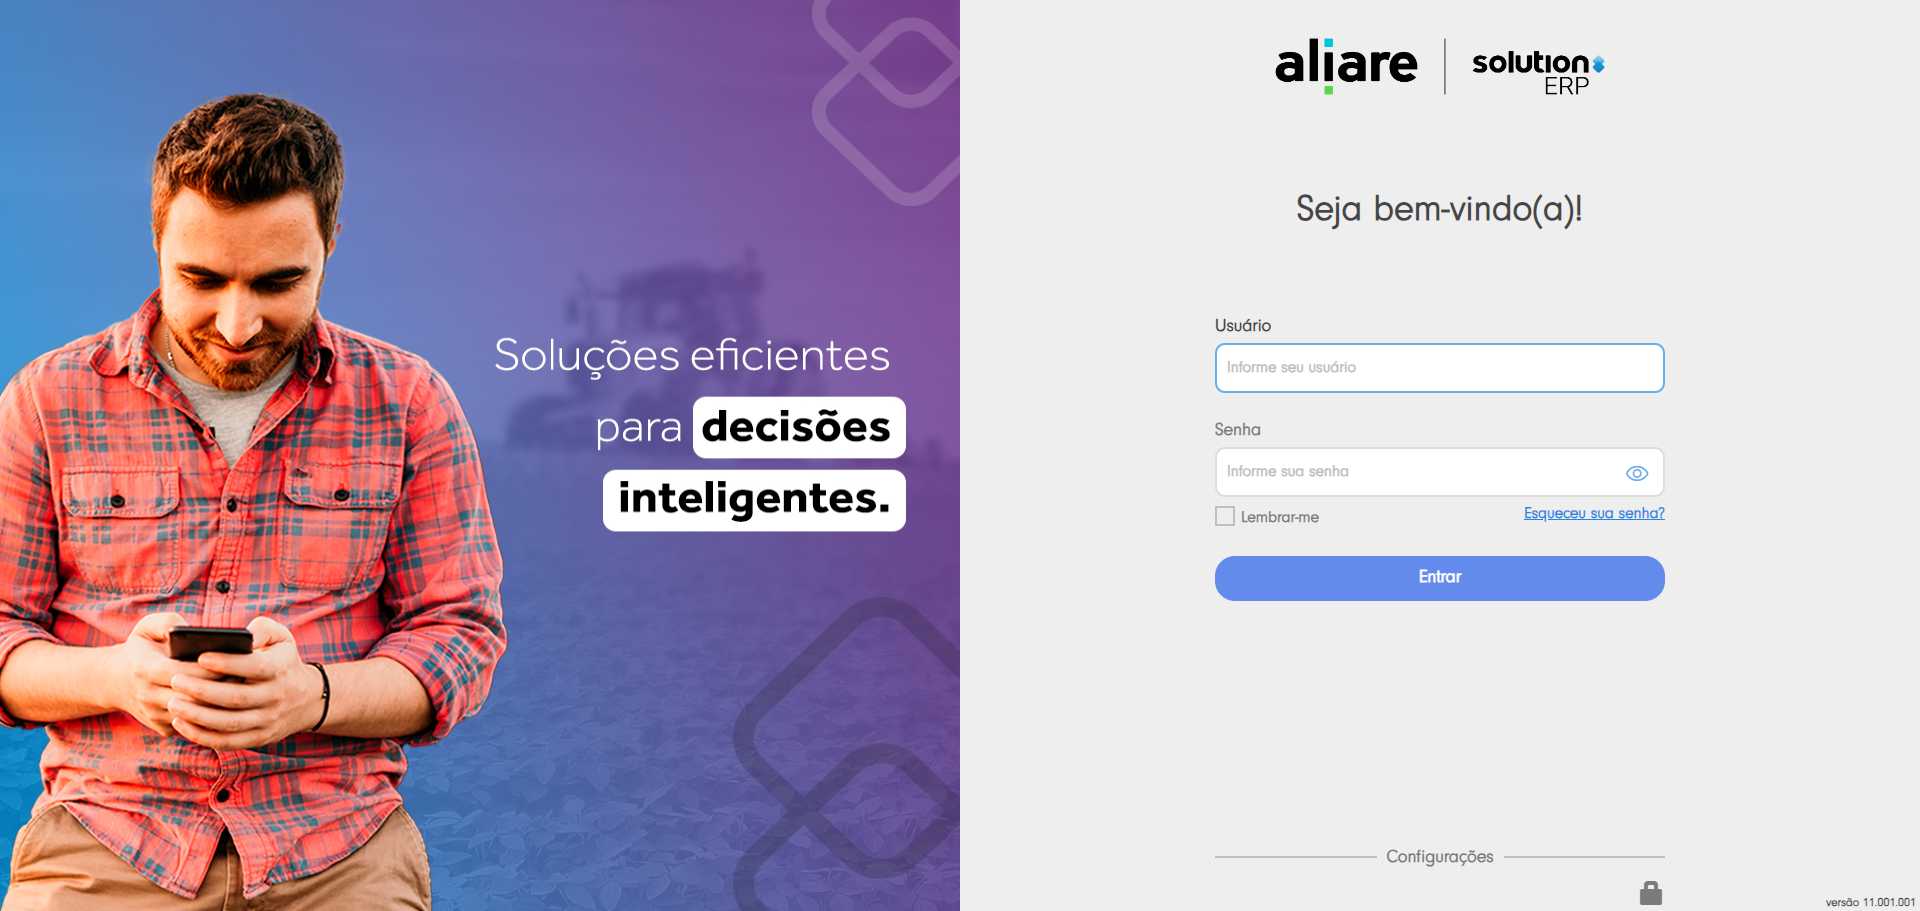 Soluções eficientes
para decisões
inteligentes.
aliare
solution
ERP
Seja bem-vindo(a)!
Usuário
Informe seu usuário
Senha
Informe sua senha
Lembrar-me
Esqueceu sua senha?
Entrar
Configurações
versão 11.001.001